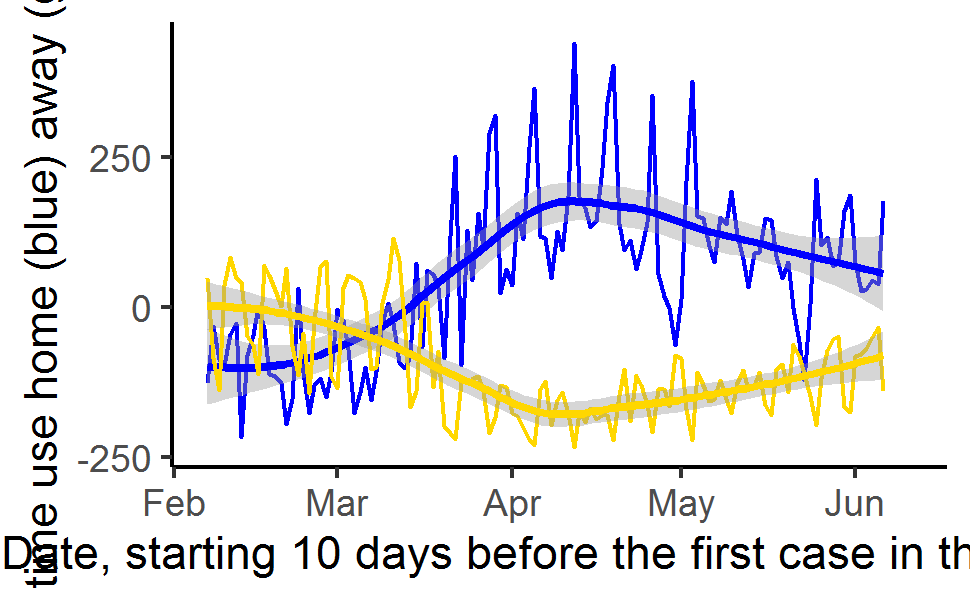 time use home (blue) away (
250
0
-250
Feb Mar Apr May Jun
Date, starting 10 days before the first case in th